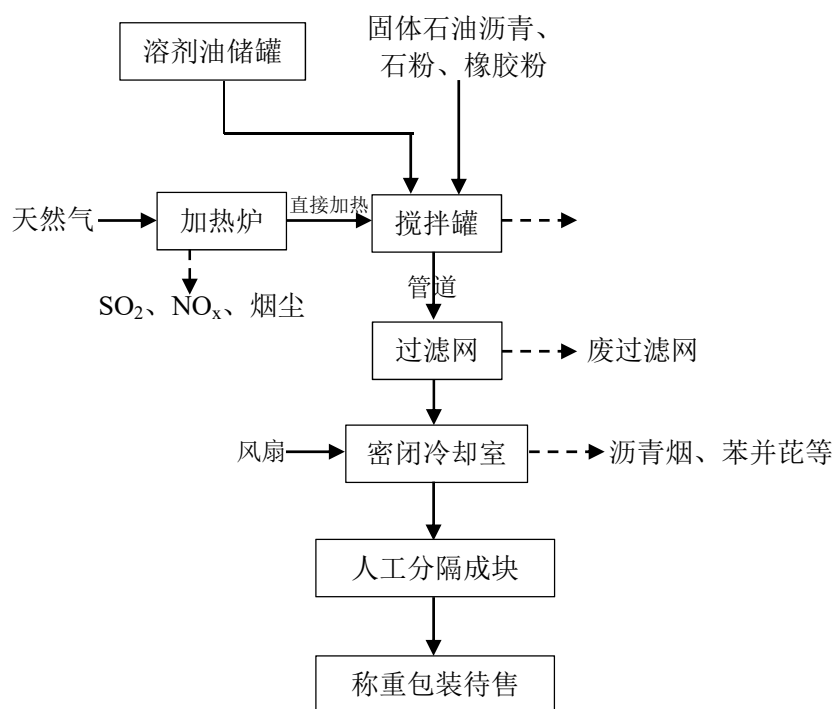 溶剂油储罐
固体石油沥青、
石粉、橡胶粉
天然气
加热炉
直接加热
搅拌罐
SO₂、NOₓ、烟尘
管道
过滤网
废过滤网
风扇
密闭冷却室
沥青烟、苯并芘等
人工分隔成块
称重包装待售